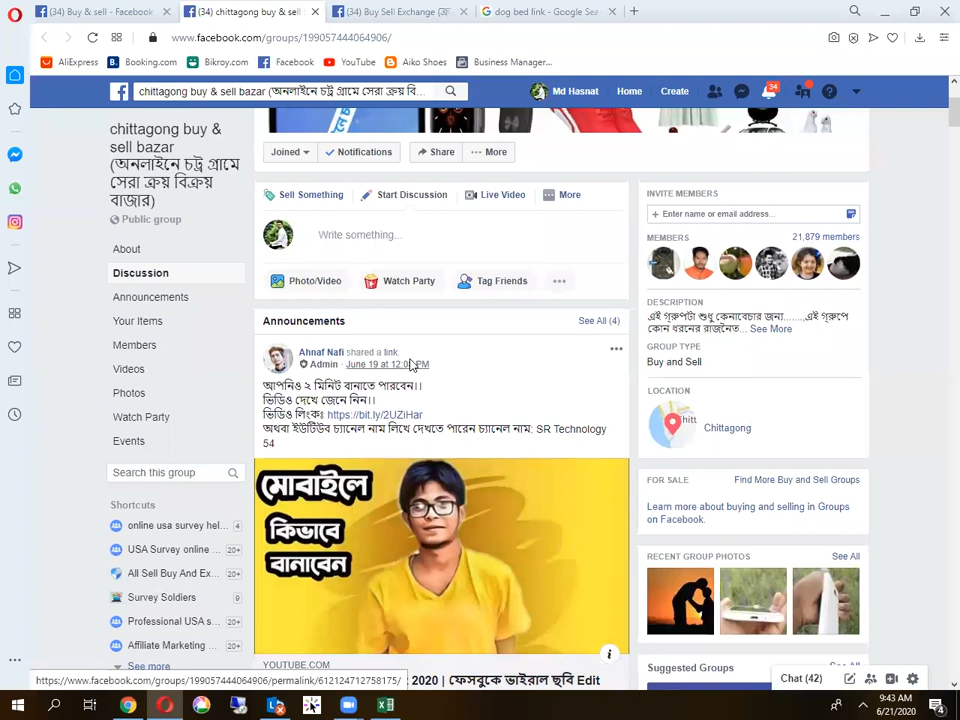 (34) Buy & sell - Facebook
(34) chittagong buy & sell
(34) Buy Sell Exchange
dog bed link - Google Sea
www.facebook.com/groups/199057444064906/
AliExpress
Booking.com
Bikroy.com
Facebook
YouTube
Aiko Shoes
Business Manager...
chittagong buy & sell bazar (অনলাইনে চট্ট গ্রামে সেরা ক্রয় বি...
Md Hasnat
Home
Create
34
chittagong buy &
sell bazar
(অনলাইনে চট্ট গ্রামে
সেরা ক্রয় বিক্রয়
বাজার)
Public group
About
Discussion
Announcements
Your Items
Members
Videos
Photos
Watch Party
Events
Search this group
Shortcuts
online usa survey hel... 4
USA Survey online ... 20+
All Sell Buy And Ex... 20+
Survey Soldiers 9
Professional USA s... 20+
Affiliate Marketing ... 20+
See more
Joined
Notifications
Share
More
Sell Something
Start Discussion
Live Video
More
Write something...
Photo/Video
Watch Party
Tag Friends
Announcements
See All (4)
Ahnaf Nafi shared a link.
Admin · June 19 at 12:0 PM
আপনিও ২ মিনিট বানাতে পারবেন।।
ভিডিও দেখে জেনে নিন।।
ভিডিও লিংকঃ https://bit.ly/2UZiHar
অথবা ইউটিউব চ্যানেল নাম লিখে দেখতে পারেন চ্যানেল নাম: SR Technology
54
মোবাইলে
কিভাবে
বানাবেন
YOUTUBE.COM
2020 | ফেসবুকে ভাইরাল ছবি Edit
INVITE MEMBERS
Enter name or email address...
MEMBERS
21,879 members
DESCRIPTION
এই গ্রুপটা শুধু কেনাবেচার জন্য.......,এই গ্রুপে
কোন ধরনের রাজনৈত... See More
GROUP TYPE
Buy and Sell
LOCATION
Chitt
Chittagong
FOR SALE
Find More Buy and Sell Groups
Learn more about buying and selling in Groups
on Facebook.
RECENT GROUP PHOTOS
See All
Suggested Groups
Chat (42)
https://www.facebook.com/groups/199057444064906/permalink/612124712758175/
9:43 AM
6/21/2020
4